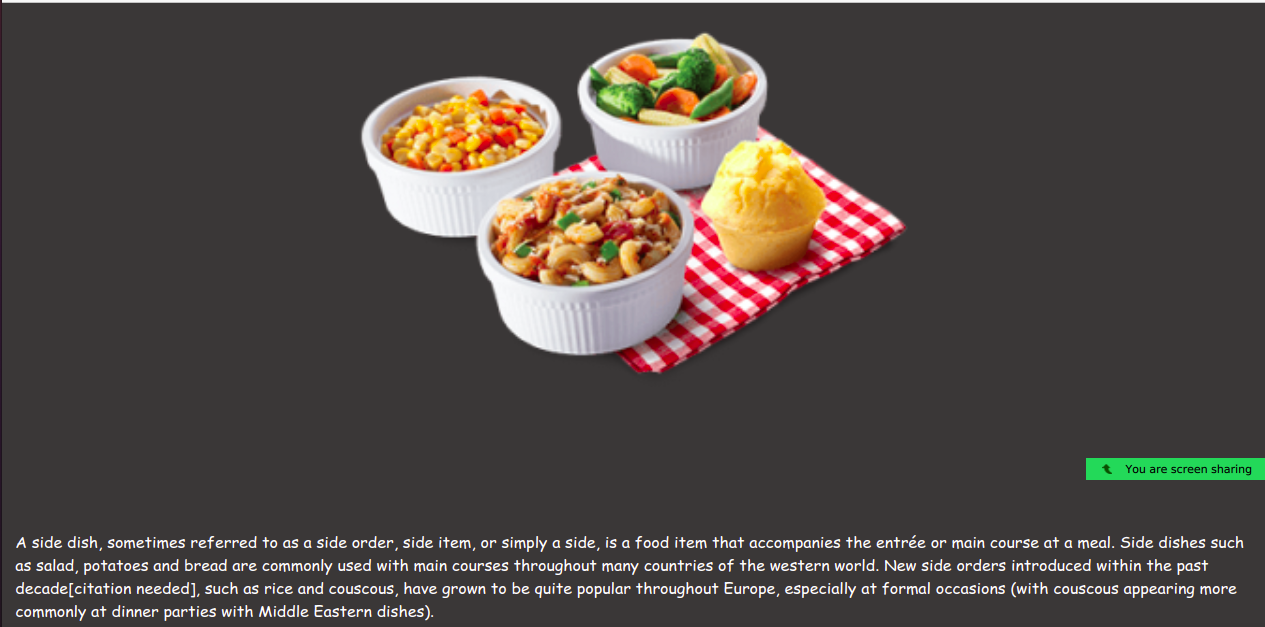 You are screen sharing
A side dish, sometimes referred to as a side order, side item, or simply a side, is a food item that accompanies the entrée or main course at a meal. Side dishes such
as salad, potatoes and bread are commonly used with main courses throughout many countries of the western world. New side orders introduced within the past
decade[citation needed], such as rice and couscous, have grown to be quite popular throughout Europe, especially at formal occasions (with couscous appearing more
commonly at dinner parties with Middle Eastern dishes).